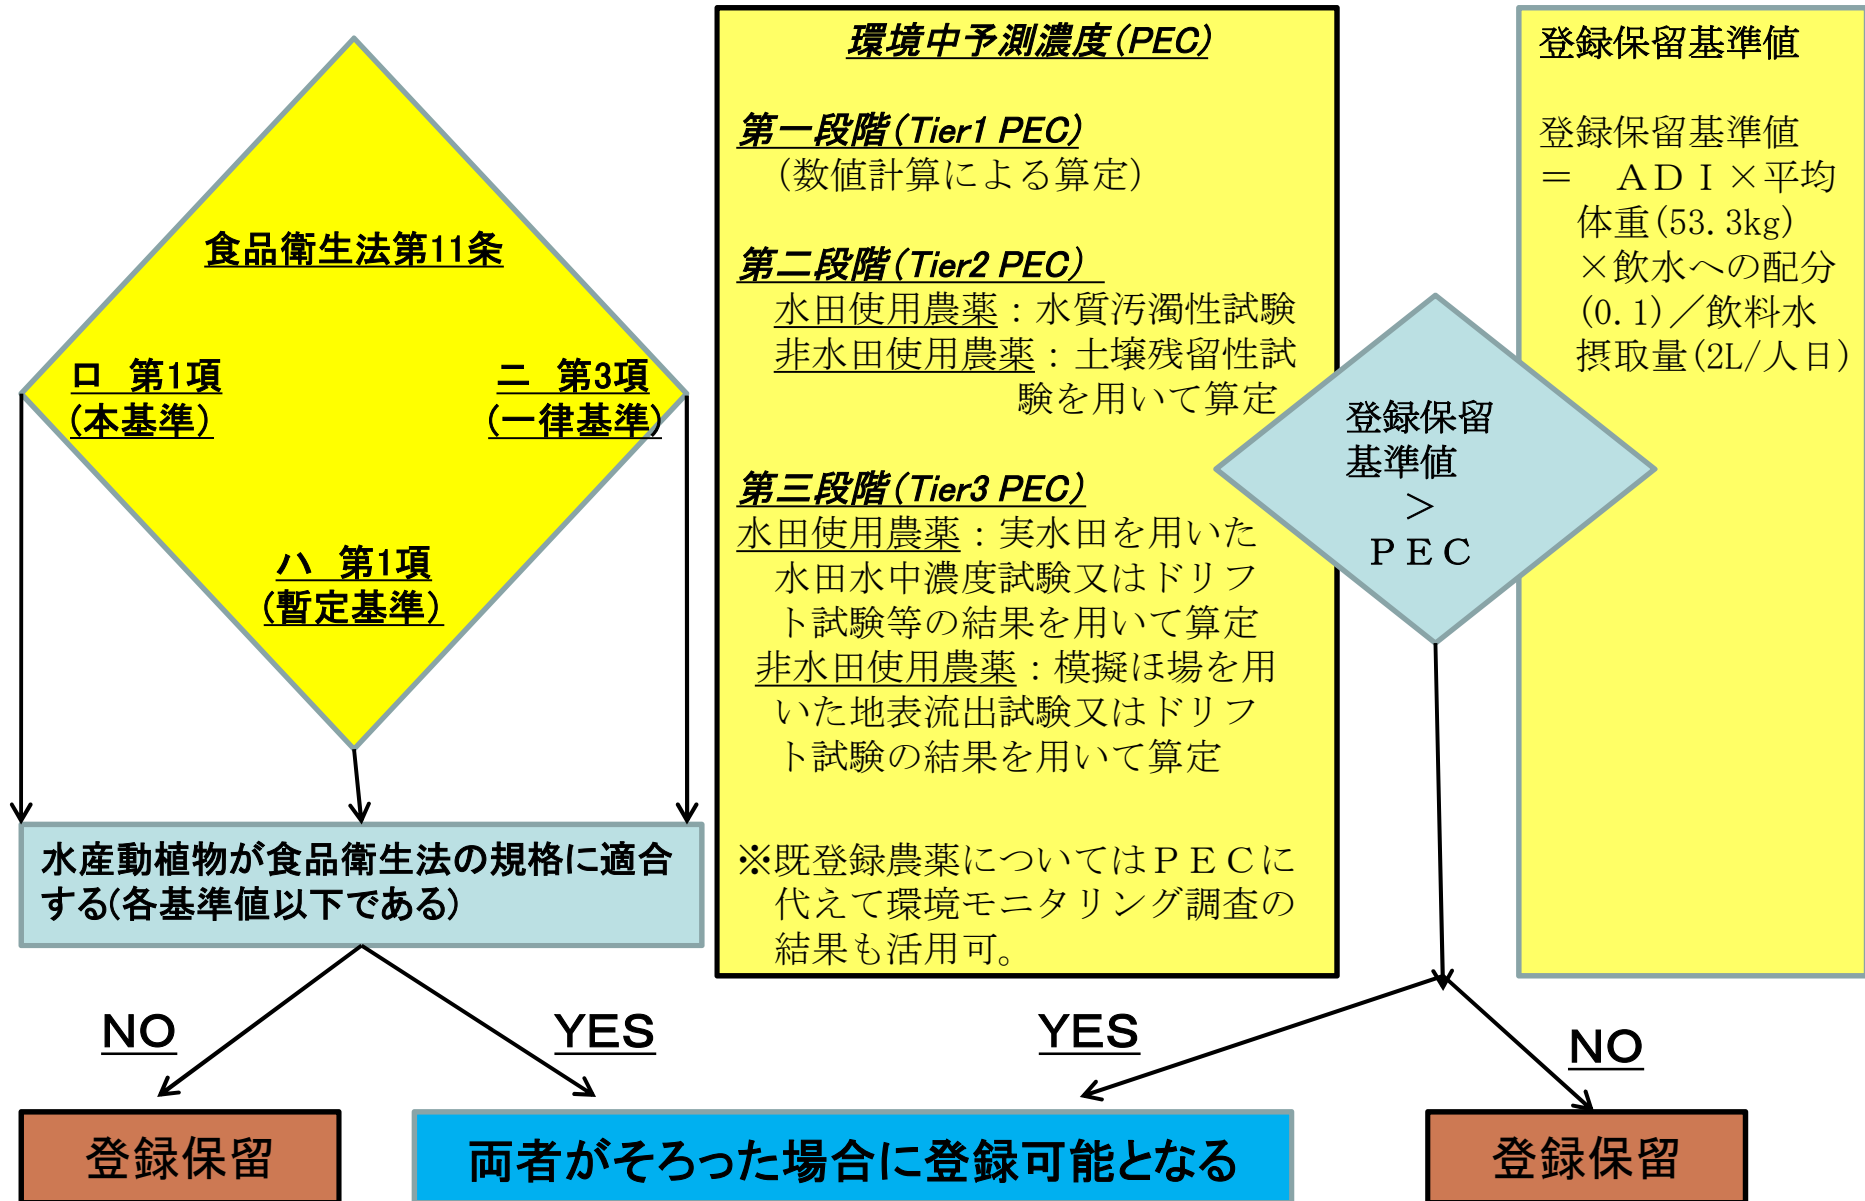 食品衛生法第11条
ロ 第1項
(本基準)
ニ 第3項
(一律基準)
ハ 第1項
(暫定基準)
水産動植物が食品衛生法の規格に適合
する(各基準値以下である)
NO
YES
登録保留
両者がそろった場合に登録可能となる
環境中予測濃度(PEC)
第一段階(Tier1 PEC)
(数値計算による算定)
第二段階(Tier2 PEC)
水田使用農薬：水質汚濁性試験
非水田使用農薬：土壌残留性試
験を用いて算定
第三段階(Tier3 PEC)
水田使用農薬：実水田を用いた
水田水中濃度試験又はドリフ
ト試験等の結果を用いて算定
非水田使用農薬：模擬ほ場を用
いた地表流出試験又はドリフ
ト試験の結果を用いて算定
※既登録農薬についてはＰＥＣに
代えて環境モニタリング調査の
結果も活用可。
登録保留
基準値
＞
ＰＥＣ
登録保留基準値
登録保留基準値
＝ ＡＤＩ×平均
体重(53.3kg)
×飲水への配分
(0.1)／飲料水
摂取量(2L/人日)
YES
NO
登録保留